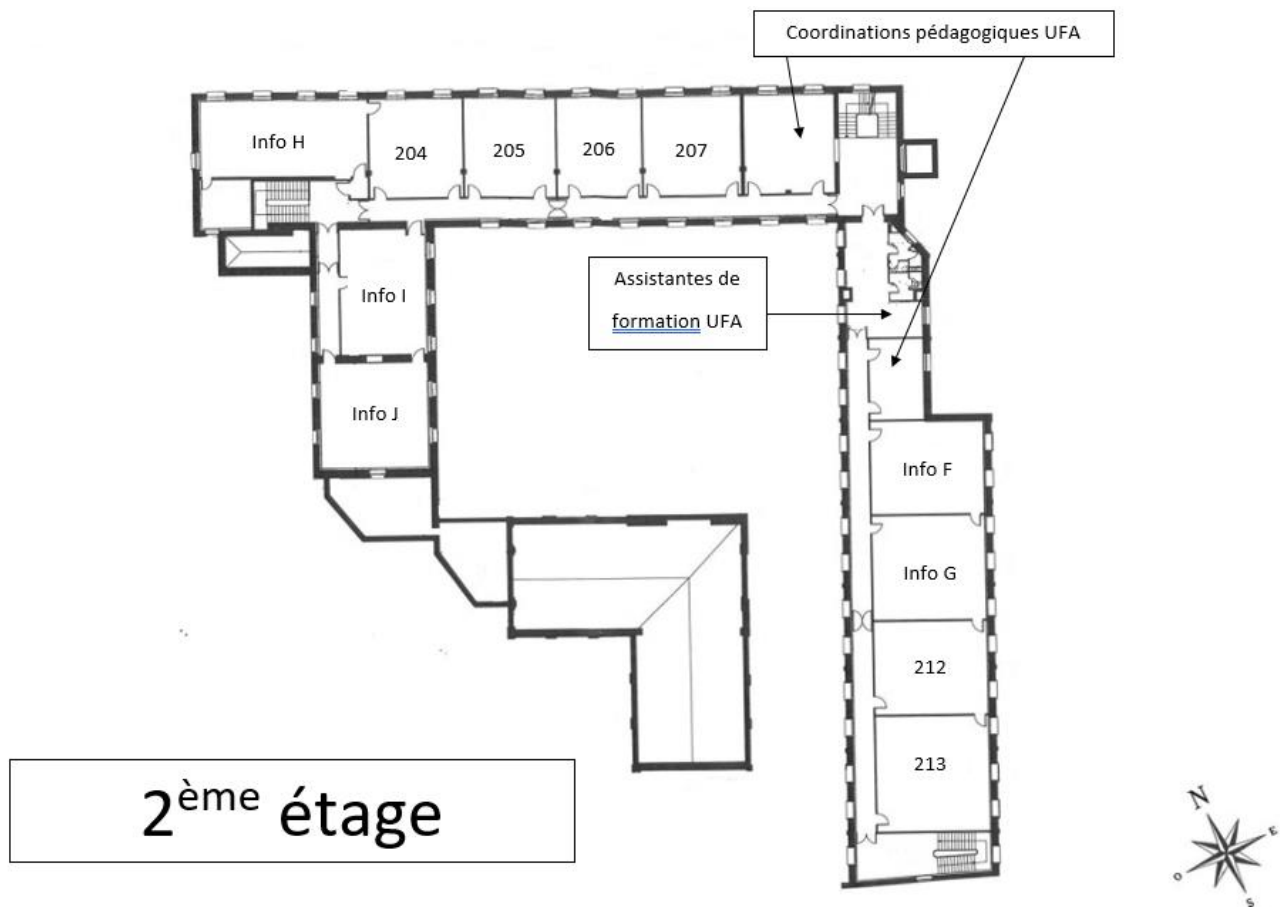 Coordinations pédagogiques UFA
Info H
204
205
206
207
Assistantes de
formation UFA
Info I
Info J
Info F
Info G
212
213
2ème étage
N
E
O
S